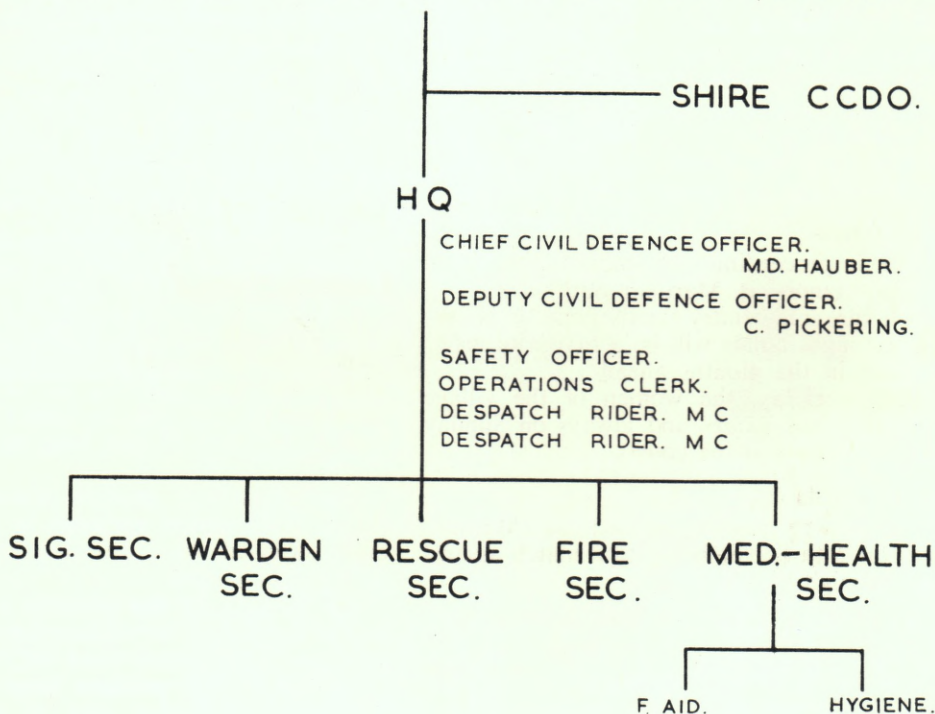 SHIRE CCDO.
HQ
CHIEF CIVIL DEFENCE OFFICER.
M.D. HAUBER.
DEPUTY CIVIL DEFENCE OFFICER.
C. PICKERING.
SAFETY OFFICER.
OPERATIONS CLERK.
DESPATCH RIDER. MC
DESPATCH RIDER. MC
SIG. SEC.
WARDEN
SEC.
RESCUE
SEC.
FIRE
SEC.
MED.-HEALTH
SEC.
F. AID.
HYGIENE.